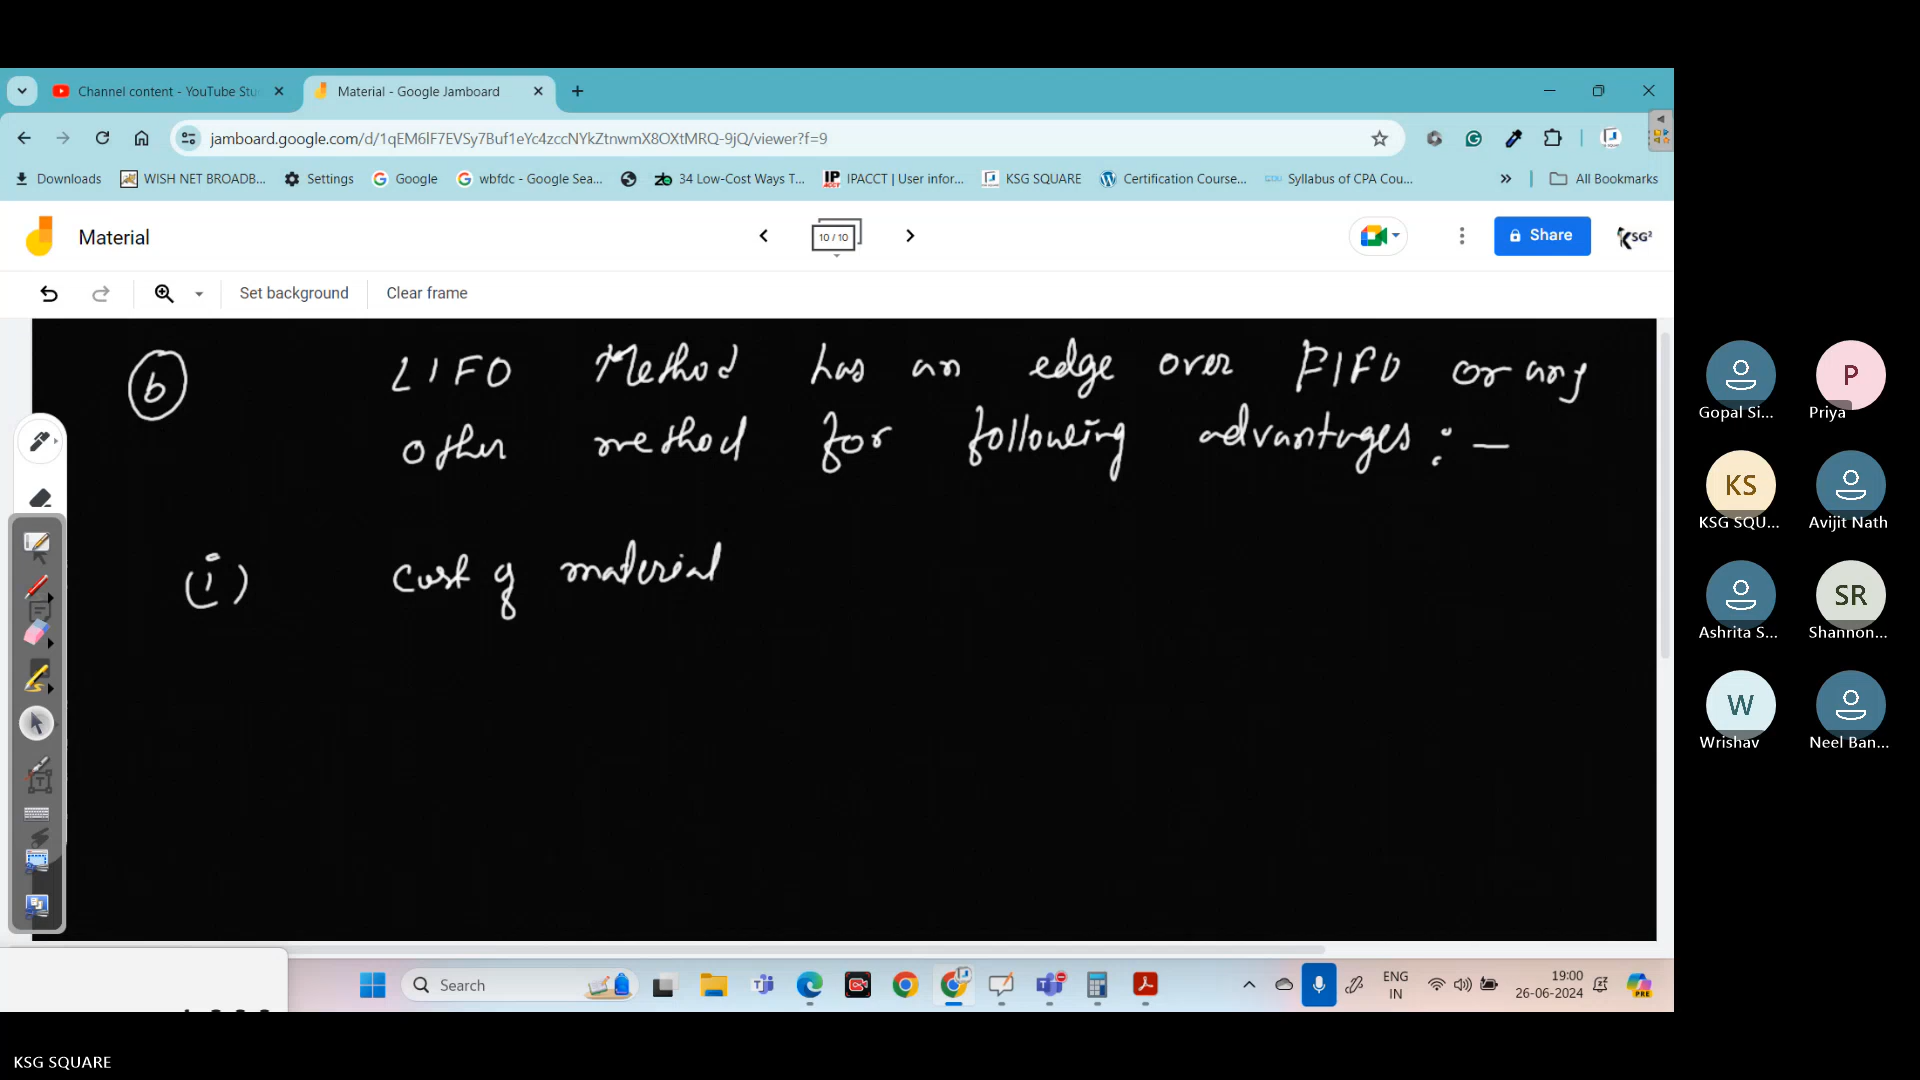 Channel content - YouTube Stu
Material - Google Jamboard
jamboard.google.com/d/1qEM6lF7EVSy7Buf1eYc4zccNYkZtnwmX8OXtMRQ-9jQ/viewer?f=9
Downloads
WISH NET BROADB...
Settings
Google
wbfdc - Google Sea...
34 Low-Cost Ways T...
IPACCT | User infor...
KSG SQUARE
Certification Course...
Syllabus of CPA Cou...
All Bookmarks
Material
10 / 10
Share
KSG²
Set background
Clear frame
(b) LIFO Method has an edge over FIFO or any
other method for following advantages :-
(i) cost of material
Gopal Si...
P
Priya
KS
KSG SQU...
Avijit Nath
Ashrita S...
SR
Shannon...
W
Wrishav
Neel Ban...
Search
ENG
IN
19:00
26-06-2024
PRE
KSG SQUARE